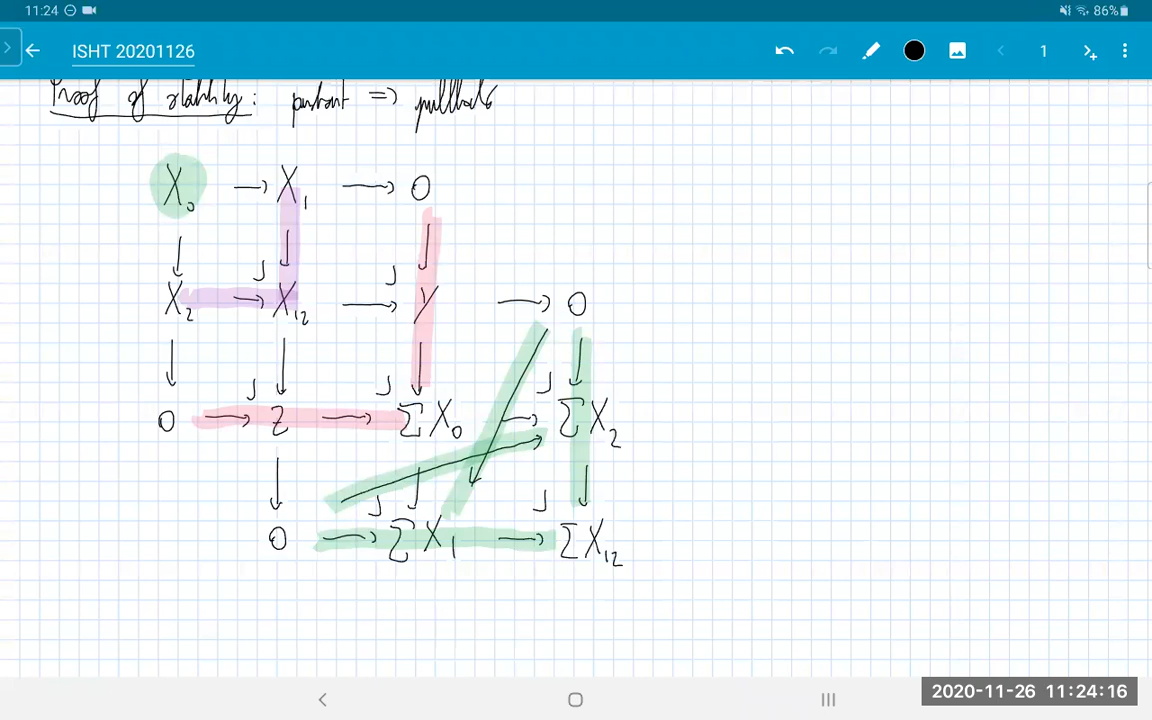 11:24 86%
ISHT 20201126 1
Proof of stability: pushout => pullback
X₀ → X₁ → 0
↓ ↓ ↓
X₂ → X₁₂ → Y → 0
↓ ↓ ↓ ↓
0 → Z → ΣX₀ → ΣX₂
↓ ↓ ↓
0 → ΣX₁ → ΣX₁₂
2020-11-26 11:24:16